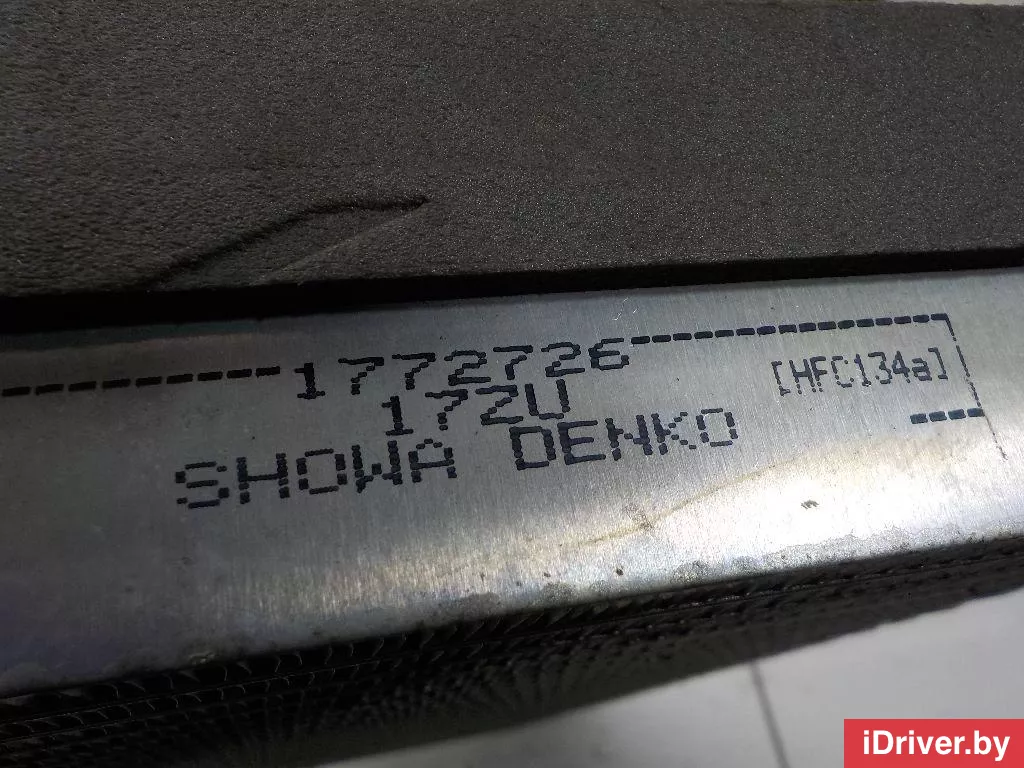 1772726
172U
[HFC134a]
SHOWA DENKO
iDriver.by